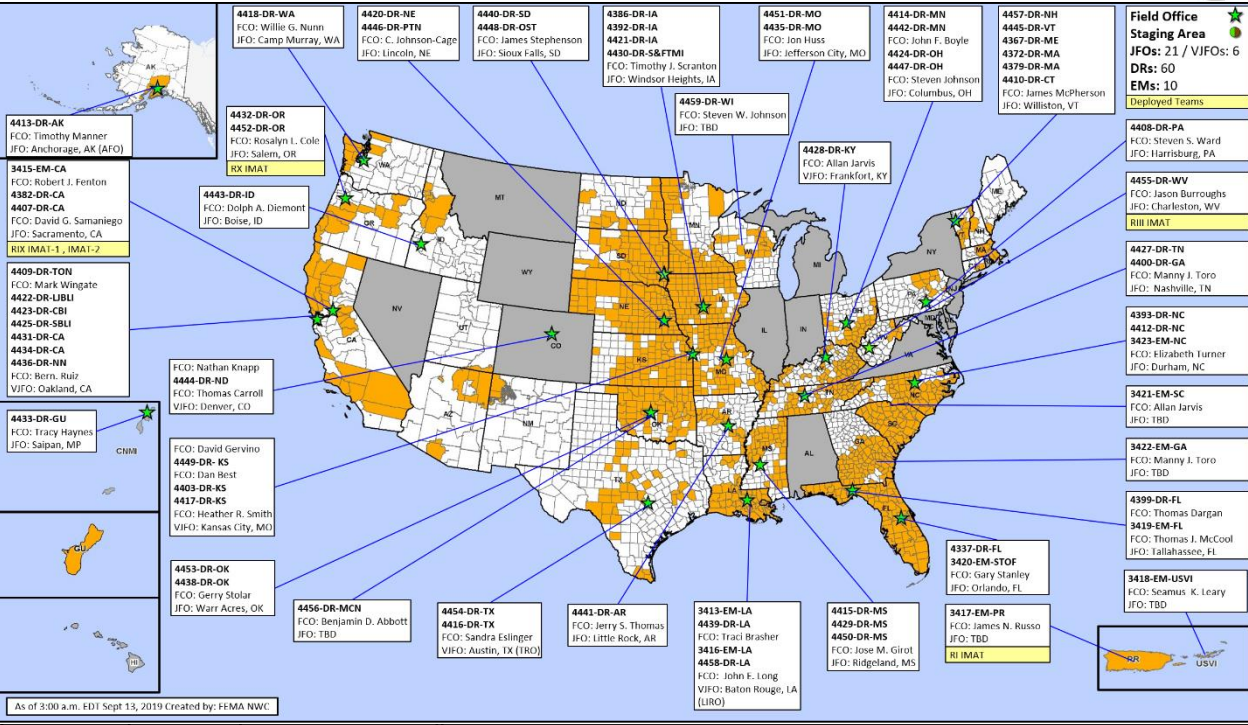 4418-DR-WA
FCO: Willie G. Nunn
JFO: Camp Murray, WA
4420-DR-NE
4446-DR-PTN
FCO: C. Johnson-Cage
JFO: Lincoln, NE
4440-DR-SD
4448-DR-OST
FCO: James Stephenson
JFO: Sioux Falls, SD
4386-DR-IA
4392-DR-IA
4421-DR-IA
4430-DR-S&FTMI
FCO: Timothy J. Scranton
JFO: Windsor Heights, IA
4451-DR-MO
4435-DR-MO
FCO: Jon Huss
JFO: Jefferson City, MO
4414-DR-MN
4442-DR-MN
FCO: John F. Boyle
4424-DR-OH
4447-DR-OH
FCO: Steven Johnson
JFO: Columbus, OH
4457-DR-NH
4445-DR-VT
4367-DR-ME
4372-DR-MA
4379-DR-MA
4410-DR-CT
FCO: James McPherson
JFO: Williston, VT
Field Office
Staging Area
JFOs: 21 / VJFOs: 6
DRs: 60
EMs: 10
Deployed Teams
AK
4413-DR-AK
FCO: Timothy Manner
JFO: Anchorage, AK (AFO)
4432-DR-OR
4452-DR-OR
FCO: Rosalyn L. Cole
JFO: Salem, OR
RX IMAT
4459-DR-WI
FCO: Steven W. Johnson
JFO: TBD
4428-DR-KY
FCO: Allan Jarvis
VJFO: Frankfort, KY
4408-DR-PA
FCO: Steven S. Ward
JFO: Harrisburg, PA
3415-EM-CA
FCO: Robert J. Fenton
4382-DR-CA
4407-DR-CA
FCO: David G. Samaniego
JFO: Sacramento, CA
RIX IMAT-1 , IMAT-2
4443-DR-ID
FCO: Dolph A. Diemont
JFO: Boise, ID
4455-DR-WV
FCO: Jason Burroughs
JFO: Charleston, WV
RIII IMAT
4409-DR-TON
FCO: Mark Wingate
4422-DR-LJBLI
4423-DR-CBI
4425-DR-SBLI
4431-DR-CA
4434-DR-CA
4436-DR-NN
FCO: Bern. Ruiz
VJFO: Oakland, CA
4427-DR-TN
4400-DR-GA
FCO: Manny J. Toro
JFO: Nashville, TN
4393-DR-NC
4412-DR-NC
3423-EM-NC
FCO: Elizabeth Turner
JFO: Durham, NC
FCO: Nathan Knapp
4444-DR-ND
FCO: Thomas Carroll
VJFO: Denver, CO
3421-EM-SC
FCO: Allan Jarvis
JFO: TBD
4433-DR-GU
FCO: Tracy Haynes
JFO: Saipan, MP
CNMI
GU
HI
FCO: David Gervino
4449-DR- KS
FCO: Dan Best
4403-DR-KS
4417-DR-KS
FCO: Heather R. Smith
VJFO: Kansas City, MO
3422-EM-GA
FCO: Manny J. Toro
JFO: TBD
4399-DR-FL
FCO: Thomas Dargan
3419-EM-FL
FCO: Thomas J. McCool
JFO: Tallahassee, FL
4453-DR-OK
4438-DR-OK
FCO: Gerry Stolar
JFO: Warr Acres, OK
4337-DR-FL
3420-EM-STOF
FCO: Gary Stanley
JFO: Orlando, FL
3418-EM-USVI
FCO: Seamus K. Leary
JFO: TBD
4456-DR-MCN
FCO: Benjamin D. Abbott
JFO: TBD
4454-DR-TX
4416-DR-TX
FCO: Sandra Eslinger
VJFO: Austin, TX (TRO)
4441-DR-AR
FCO: Jerry S. Thomas
JFO: Little Rock, AR
3413-EM-LA
4439-DR-LA
FCO: Traci Brasher
3416-EM-LA
4458-DR-LA
FCO: John E. Long
VJFO: Baton Rouge, LA
(LIRO)
4415-DR-MS
4429-DR-MS
4450-DR-MS
FCO: Jose M. Girot
JFO: Ridgeland, MS
3417-EM-PR
FCO: James N. Russo
JFO: TBD
RI IMAT
PR
USVI
WA
MT
ND
MN
ME
OR
ID
WY
SD
WI
MI
NY
VT
NH
MA
NV
UT
CO
NE
IA
IL
IN
OH
PA
NJ
MD
DC
VA
CA
AZ
NM
KS
MO
KY
TN
NC
SC
OK
AR
TX
LA
MS
AL
GA
FL
As of 3:00 a.m. EDT Sept 13, 2019 Created by: FEMA NWC